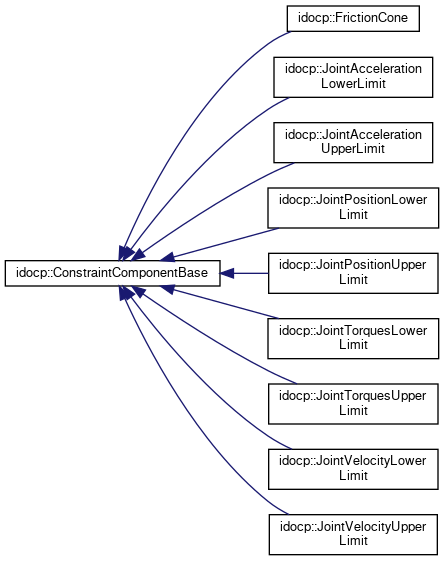 idocp::FrictionCone
idocp::JointAcceleration
LowerLimit
idocp::JointAcceleration
UpperLimit
idocp::JointPositionLower
Limit
idocp::ConstraintComponentBase
idocp::JointPositionUpper
Limit
idocp::JointTorquesLower
Limit
idocp::JointTorquesUpper
Limit
idocp::JointVelocityLower
Limit
idocp::JointVelocityUpper
Limit